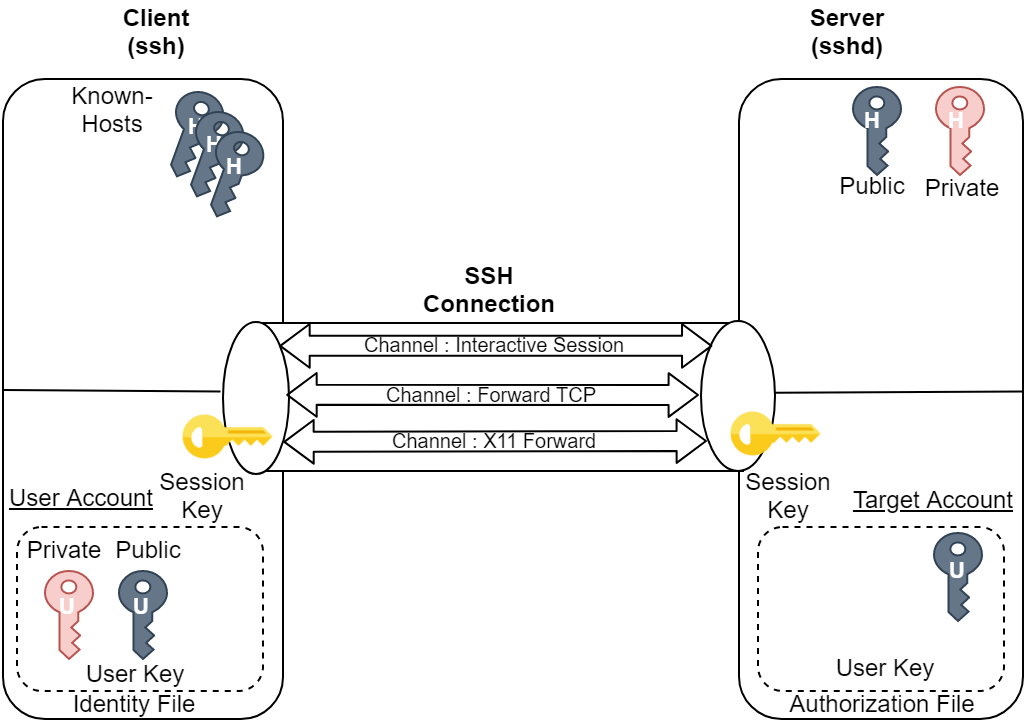 Client
(ssh)
Server
(sshd)
Known-
Hosts
H
H
H
H
H
Public
Private
SSH
Connection
Channel : Interactive Session
Channel : Forward TCP
Channel : X11 Forward
Session
Key
Session
Key
User Account
Target Account
Private
Public
U
U
U
User Key
User Key
Identity File
Authorization File